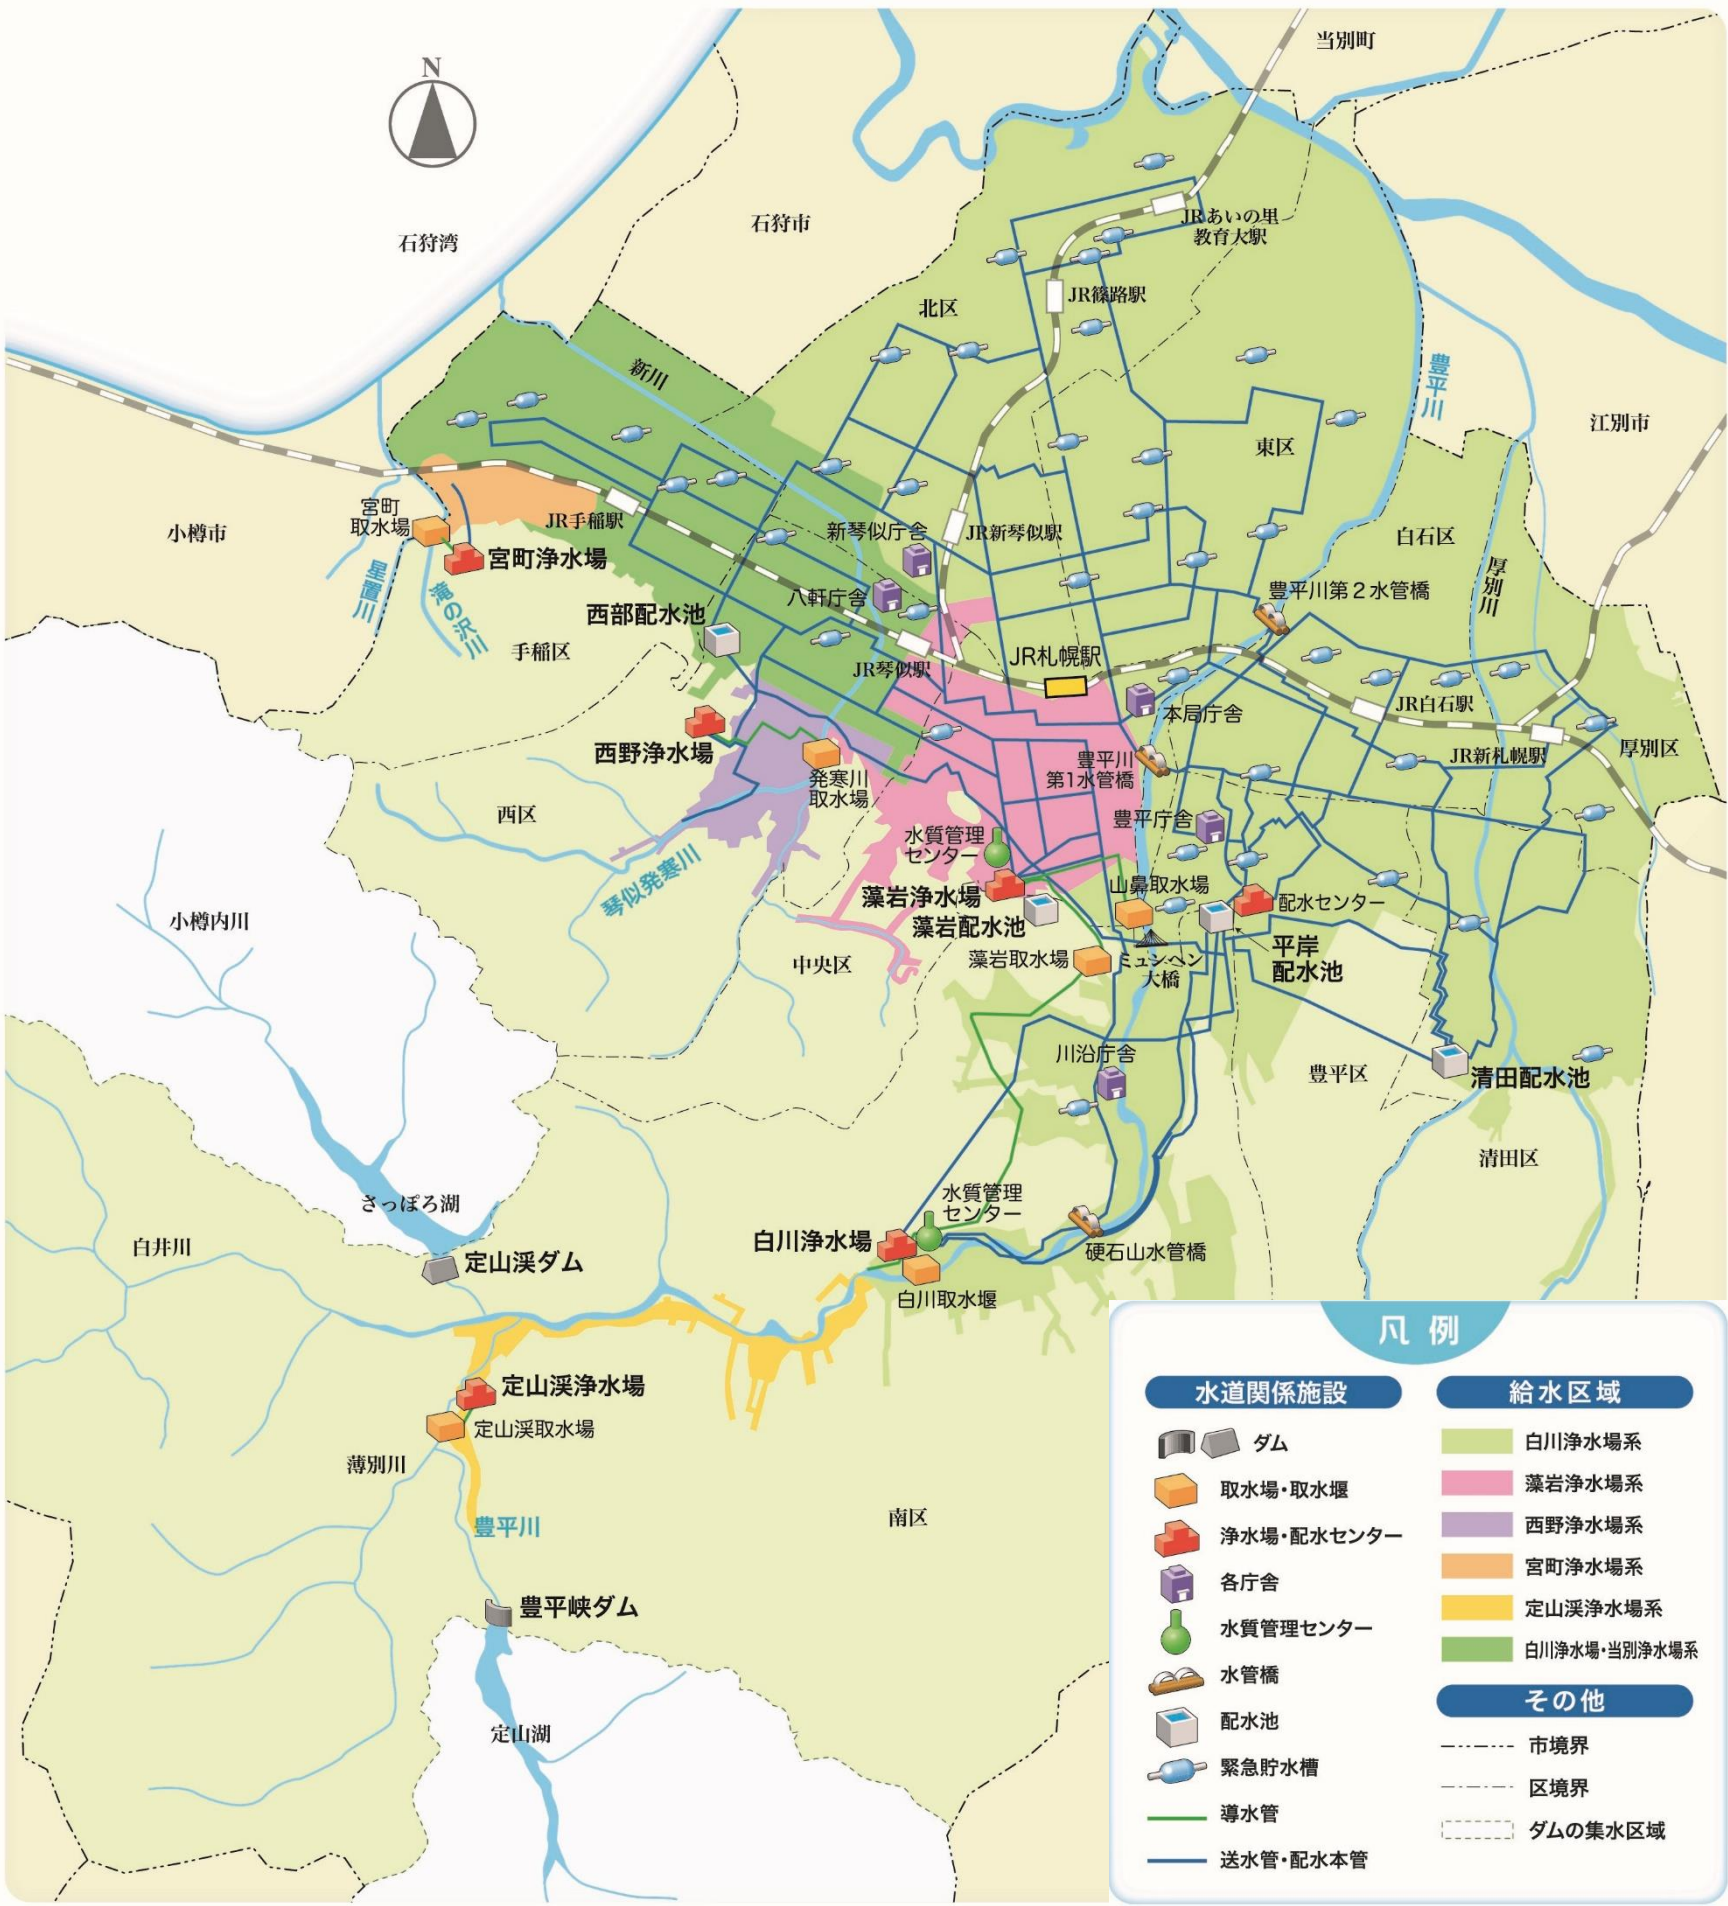 当別町
N
石狩湾
石狩市
JRあいの里
教育大駅
JR篠路駅
北区
新川
豊平川
江別市
東区
小樽市
宮町
取水場
JR手稲駅
宮町浄水場
新琴似庁舎
JR新琴似駅
白石区
厚別川
星置川
滝の沢川
手稲区
西部配水池
八軒庁舎
豊平川第2水管橋
JR琴似駅
JR札幌駅
本局庁舎
JR白石駅
JR新札幌駅
厚別区
西野浄水場
発寒川
取水場
豊平川
第1水管橋
西区
豊平庁舎
水質管理
センター
琴似発寒川
藻岩浄水場
藻岩配水池
山鼻取水場
配水センター
小樽内川
中央区
藻岩取水場
ミュンヘン
大橋
平岸
配水池
川沿庁舎
豊平区
清田配水池
清田区
さっぽろ湖
白井川
定山渓ダム
水質管理
センター
白川浄水場
白川取水堰
硬石山水管橋
定山渓浄水場
定山渓取水場
薄別川
豊平川
南区
豊平峡ダム
定山湖
凡例
水道関係施設
ダム
取水場・取水堰
浄水場・配水センター
各庁舎
水質管理センター
水管橋
配水池
緊急貯水槽
導水管
送水管・配水本管
給水区域
白川浄水場系
藻岩浄水場系
西野浄水場系
宮町浄水場系
定山渓浄水場系
白川浄水場・当別浄水場系
その他
市境界
区境界
ダムの集水区域